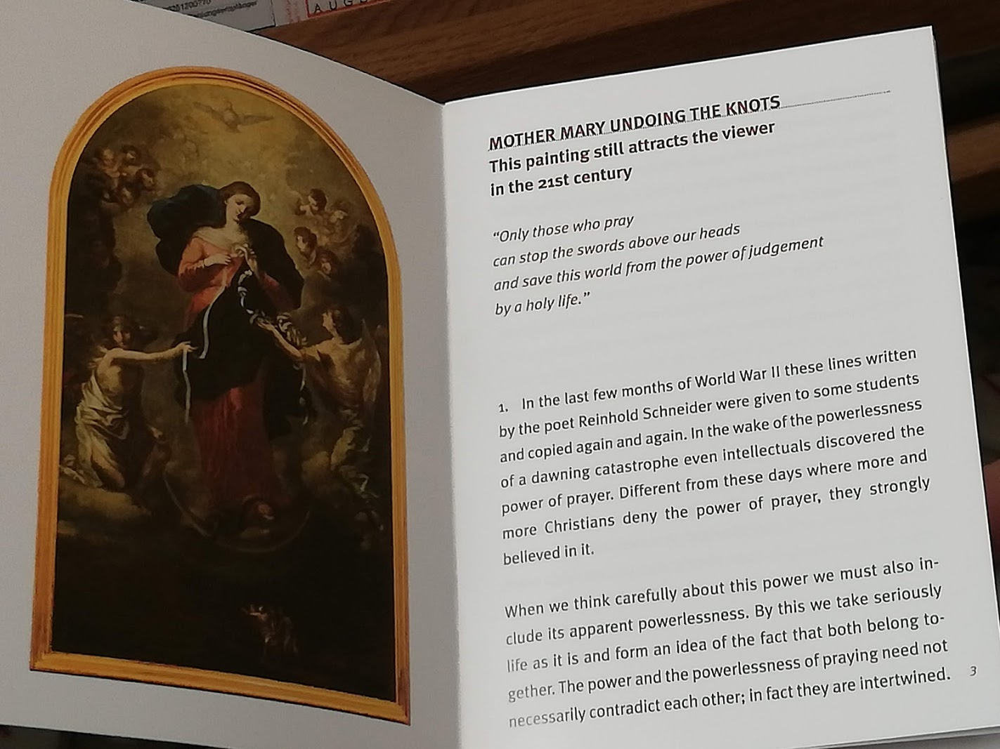 AUG
MOTHER MARY UNDOING THE KNOTS
This painting still attracts the viewer
in the 21st century
“Only those who pray
can stop the swords above our heads
and save this world from the power of judgement
by a holy life.”
1. In the last few months of World War II these lines written
by the poet Reinhold Schneider were given to some students
and copied again and again. In the wake of the powerlessness
of a dawning catastrophe even intellectuals discovered the
power of prayer. Different from these days where more and
more Christians deny the power of prayer, they strongly
believed in it.
When we think carefully about this power we must also in-
clude its apparent powerlessness. By this we take seriously
life as it is and form an idea of the fact that both belong to-
gether. The power and the powerlessness of praying need not
necessarily contradict each other; in fact they are intertwined.
3